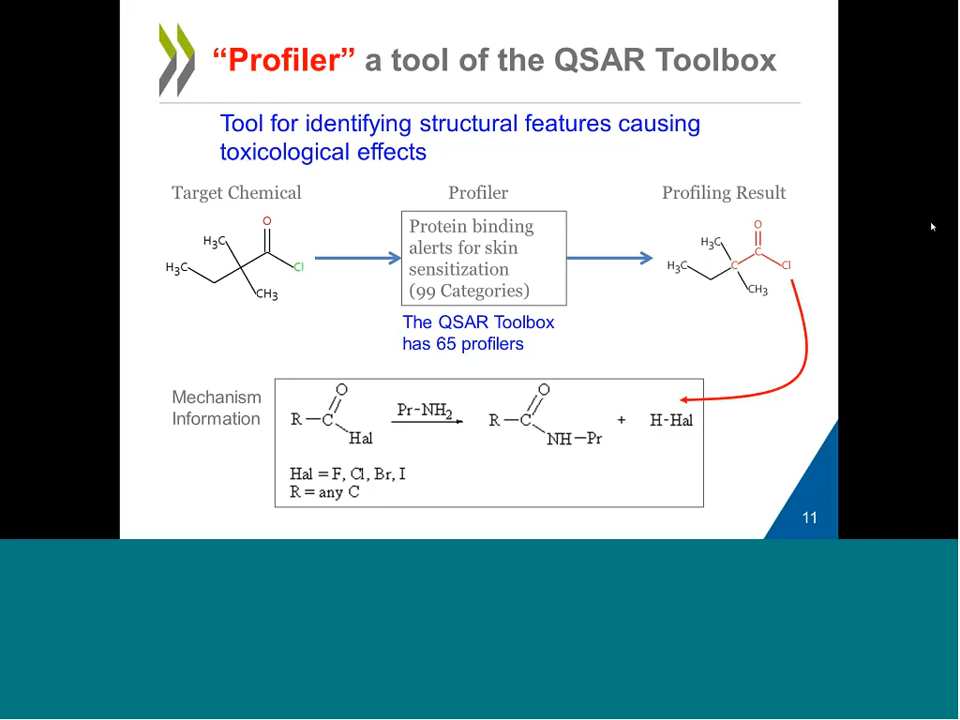 “Profiler” a tool of the QSAR Toolbox
Tool for identifying structural features causing
toxicological effects
Target Chemical
Profiler
Profiling Result
O
H₃C
H₃C
Cl
CH₃
Protein binding
alerts for skin
sensitization
(99 Categories)
O
H₃C
C
H₃C
C
Cl
CH₃
The QSAR Toolbox
has 65 profilers
Mechanism
Information
O
R—C
Hal
Pr-NH₂
O
R—C
NH—Pr
+ H-Hal
Hal = F, Cl, Br, I
R = any C
11